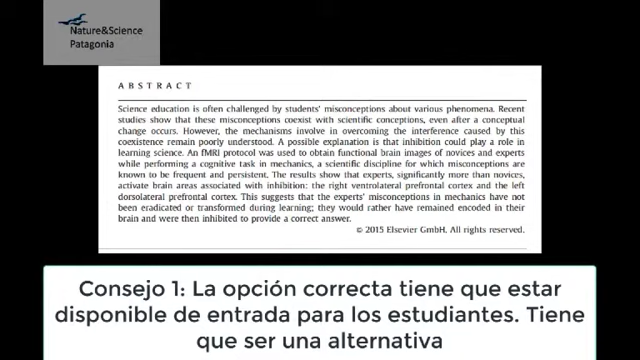 Nature&Science
Patagonia
ABSTRACT
Science education is often challenged by students' misconceptions about various phenomena. Recent
studies show that these misconceptions coexist with scientific conceptions, even after a conceptual
change occurs. However, the mechanisms involve in overcoming the interference caused by this
coexistence remain poorly understood. A possible explanation is that inhibition could play a role in
learning science. An fMRI protocol was used to obtain functional brain images of novices and experts
while performing a cognitive task in mechanics, a scientific discipline for which misconceptions are
known to be frequent and persistent. The results show that experts, significantly more than novices,
activate brain areas associated with inhibition: the right ventrolateral prefrontal cortex and the left
dorsolateral prefrontal cortex. This suggests that the experts' misconceptions in mechanics have not
been eradicated or transformed during learning; they would rather have remained encoded in their
brain and were then inhibited to provide a correct answer.
© 2015 Elsevier GmbH. All rights reserved.
Consejo 1: La opción correcta tiene que estar
disponible de entrada para los estudiantes. Tiene
que ser una alternativa